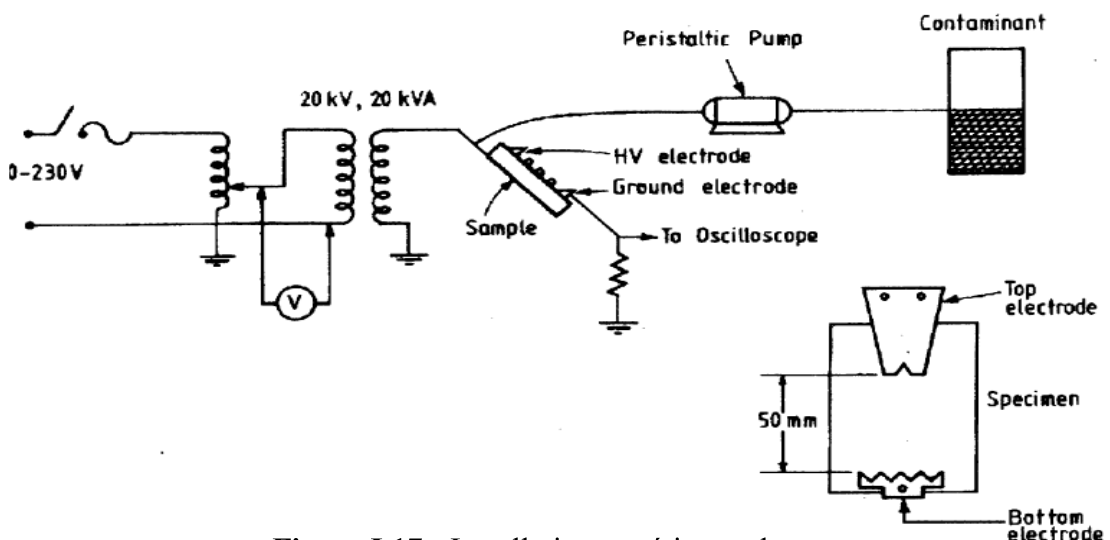 Contaminant
Peristaltic Pump
20 kV, 20 kVA
0-230V
HV electrode
Ground electrode
Sample
To Oscilloscope
V
Top
electrode
Specimen
50 mm
Bottom
electrode